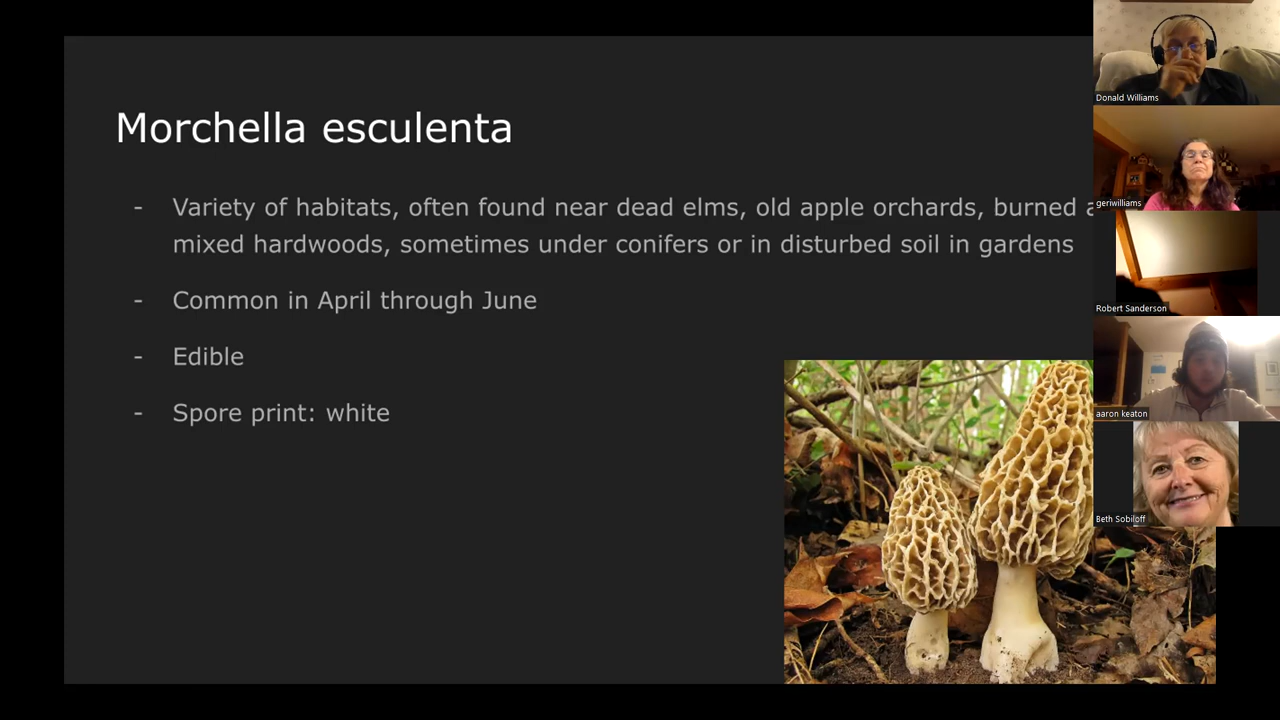 Morchella esculenta
- Variety of habitats, often found near dead elms, old apple orchards, burned
mixed hardwoods, sometimes under conifers or in disturbed soil in gardens
- Common in April through June
- Edible
- Spore print: white
Donald Williams
geriwilliams
Robert Sanderson
aaron keaton
Beth Sobiloff